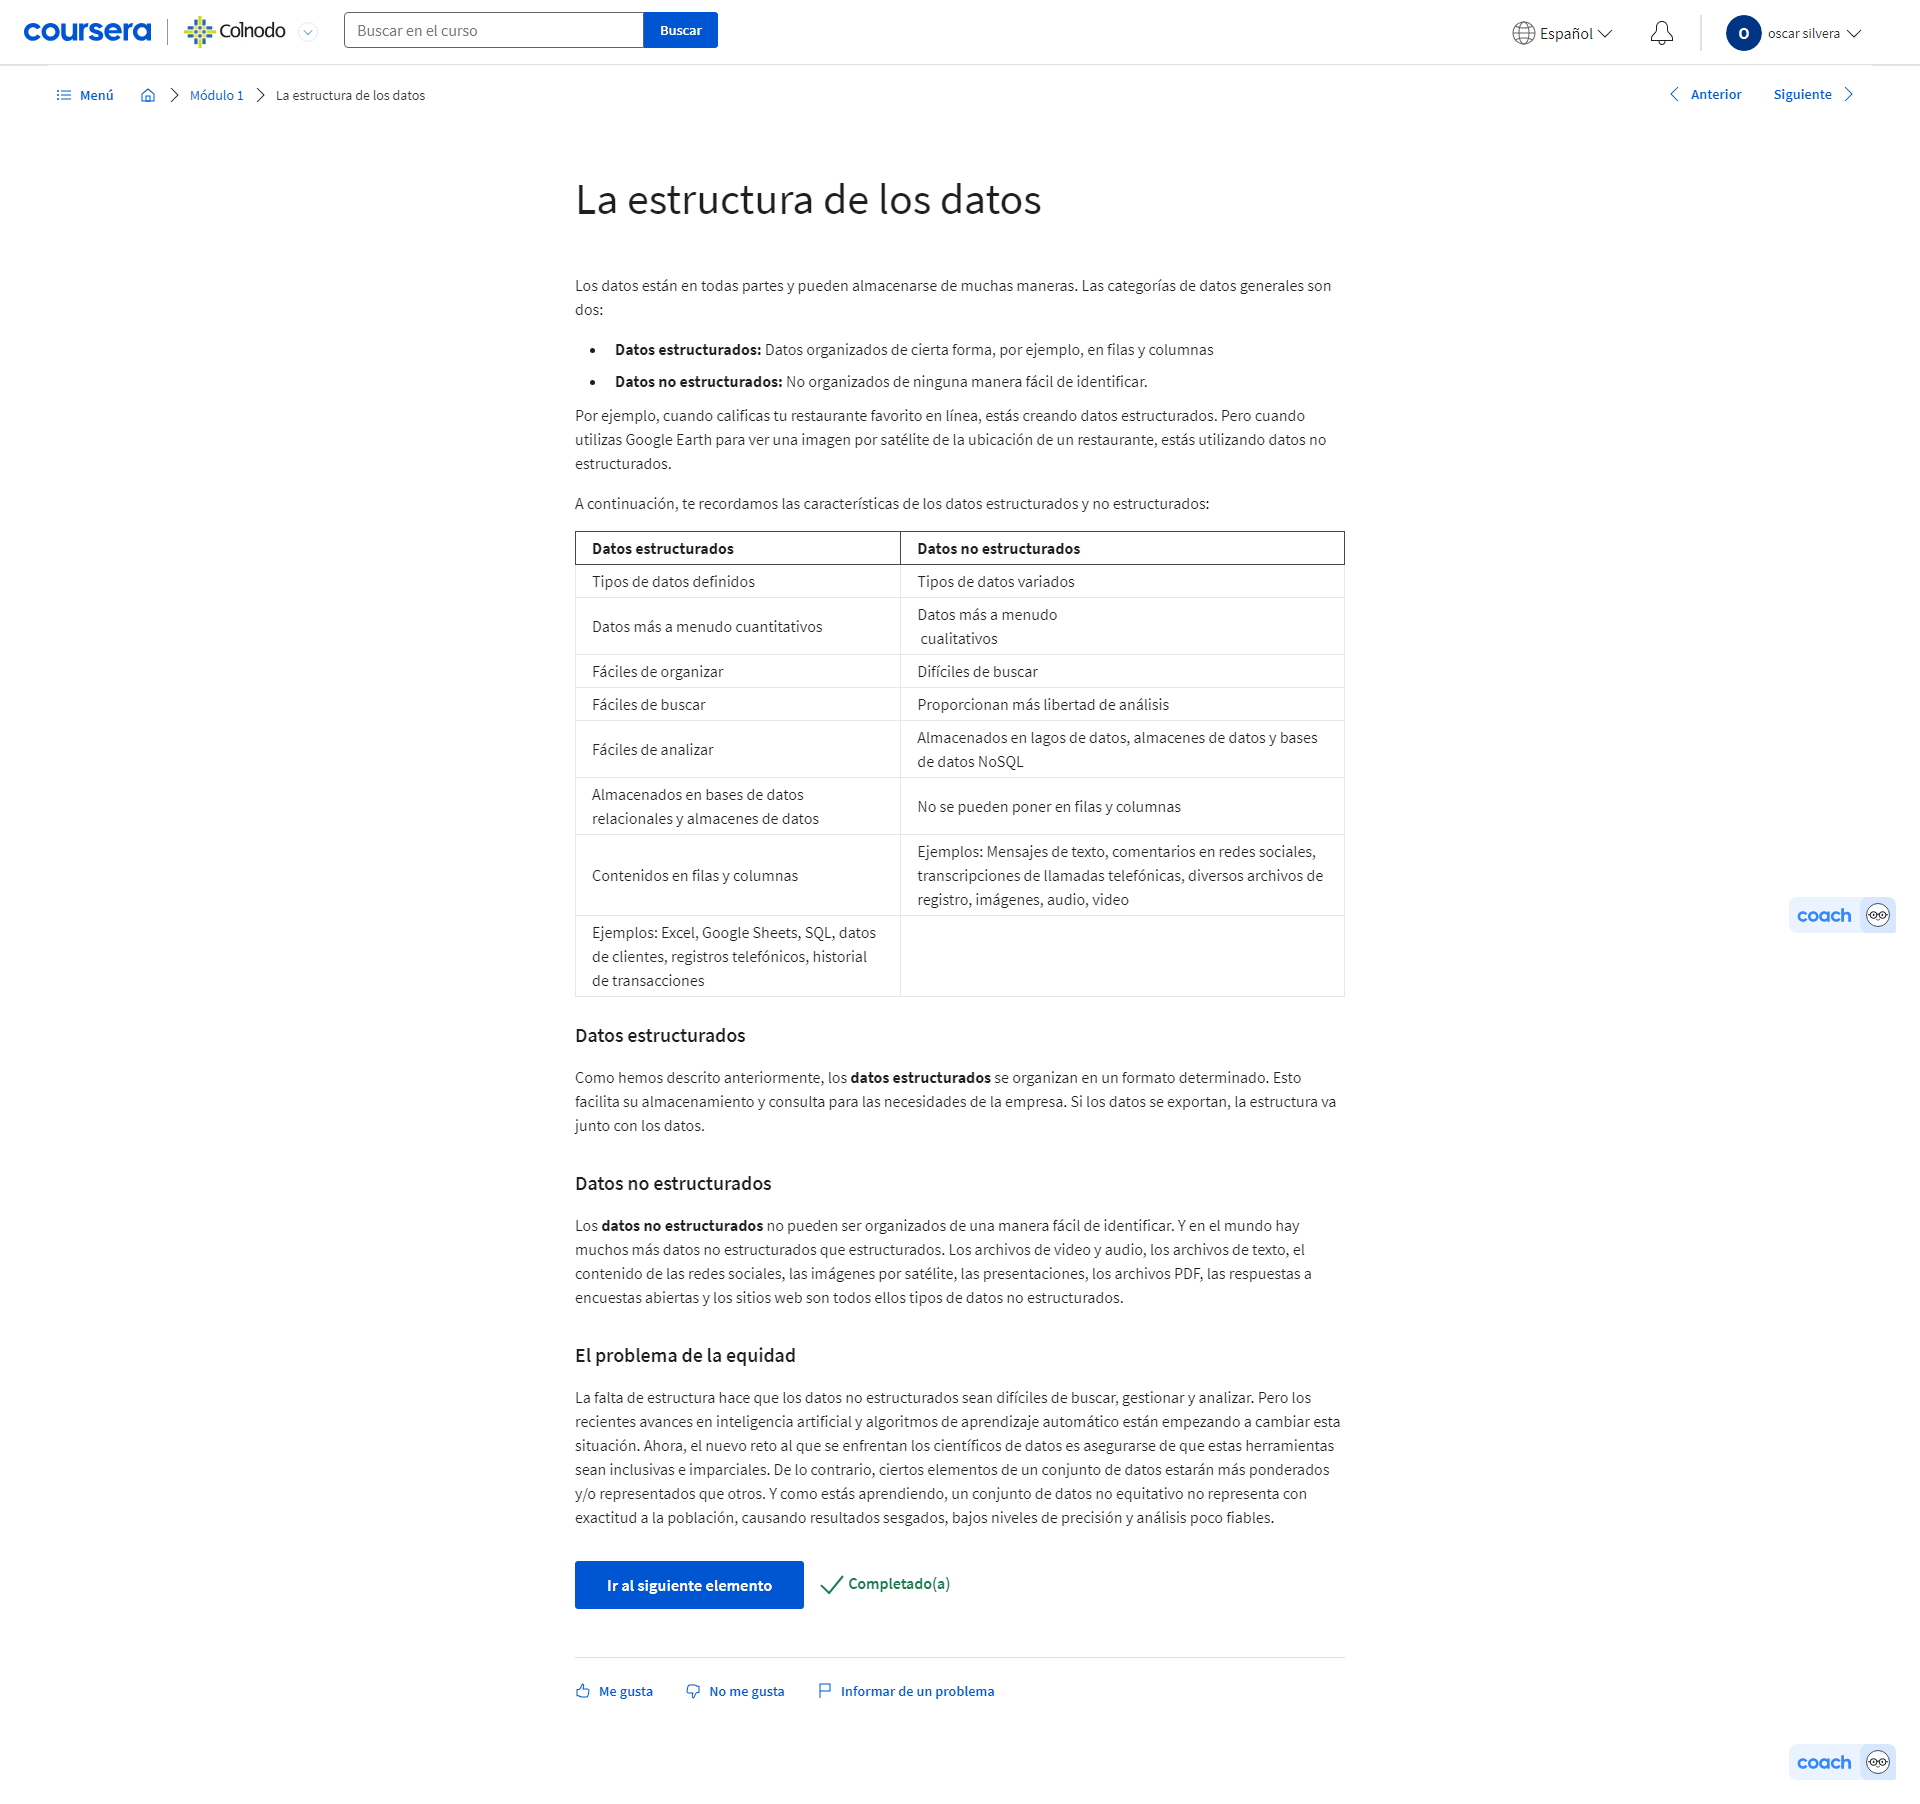 coursera
Colnodo
Buscar en el curso
Buscar
Español
O
oscar silvera
Menú
Módulo 1
La estructura de los datos
Anterior
Siguiente
La estructura de los datos
Los datos están en todas partes y pueden almacenarse de muchas maneras. Las categorías de datos generales son
dos:
• Datos estructurados: Datos organizados de cierta forma, por ejemplo, en filas y columnas
• Datos no estructurados: No organizados de ninguna manera fácil de identificar.
Por ejemplo, cuando calificas tu restaurante favorito en línea, estás creando datos estructurados. Pero cuando
utilizas Google Earth para ver una imagen por satélite de la ubicación de un restaurante, estás utilizando datos no
estructurados.
A continuación, te recordamos las características de los datos estructurados y no estructurados:
Datos estructurados
Datos no estructurados
Tipos de datos definidos
Tipos de datos variados
Datos más a menudo cuantitativos
Datos más a menudo
cualitativos
Fáciles de organizar
Difíciles de buscar
Fáciles de buscar
Proporcionan más libertad de análisis
Fáciles de analizar
Almacenados en lagos de datos, almacenes de datos y bases
de datos NoSQL
Almacenados en bases de datos
relacionales y almacenes de datos
No se pueden poner en filas y columnas
Contenidos en filas y columnas
Ejemplos: Mensajes de texto, comentarios en redes sociales,
transcripciones de llamadas telefónicas, diversos archivos de
registro, imágenes, audio, video
Ejemplos: Excel, Google Sheets, SQL, datos
de clientes, registros telefónicos, historial
de transacciones
coach
Datos estructurados
Como hemos descrito anteriormente, los datos estructurados se organizan en un formato determinado. Esto
facilita su almacenamiento y consulta para las necesidades de la empresa. Si los datos se exportan, la estructura va
junto con los datos.
Datos no estructurados
Los datos no estructurados no pueden ser organizados de una manera fácil de identificar. Y en el mundo hay
muchos más datos no estructurados que estructurados. Los archivos de video y audio, los archivos de texto, el
contenido de las redes sociales, las imágenes por satélite, las presentaciones, los archivos PDF, las respuestas a
encuestas abiertas y los sitios web son todos ellos tipos de datos no estructurados.
El problema de la equidad
La falta de estructura hace que los datos no estructurados sean difíciles de buscar, gestionar y analizar. Pero los
recientes avances en inteligencia artificial y algoritmos de aprendizaje automático están empezando a cambiar esta
situación. Ahora, el nuevo reto al que se enfrentan los científicos de datos es asegurarse de que estas herramientas
sean inclusivas e imparciales. De lo contrario, ciertos elementos de un conjunto de datos estarán más ponderados
y/o representados que otros. Y como estás aprendiendo, un conjunto de datos no equitativo no representa con
exactitud a la población, causando resultados sesgados, bajos niveles de precisión y análisis poco fiables.
Ir al siguiente elemento
Completado(a)
Me gusta
No me gusta
Informar de un problema
coach